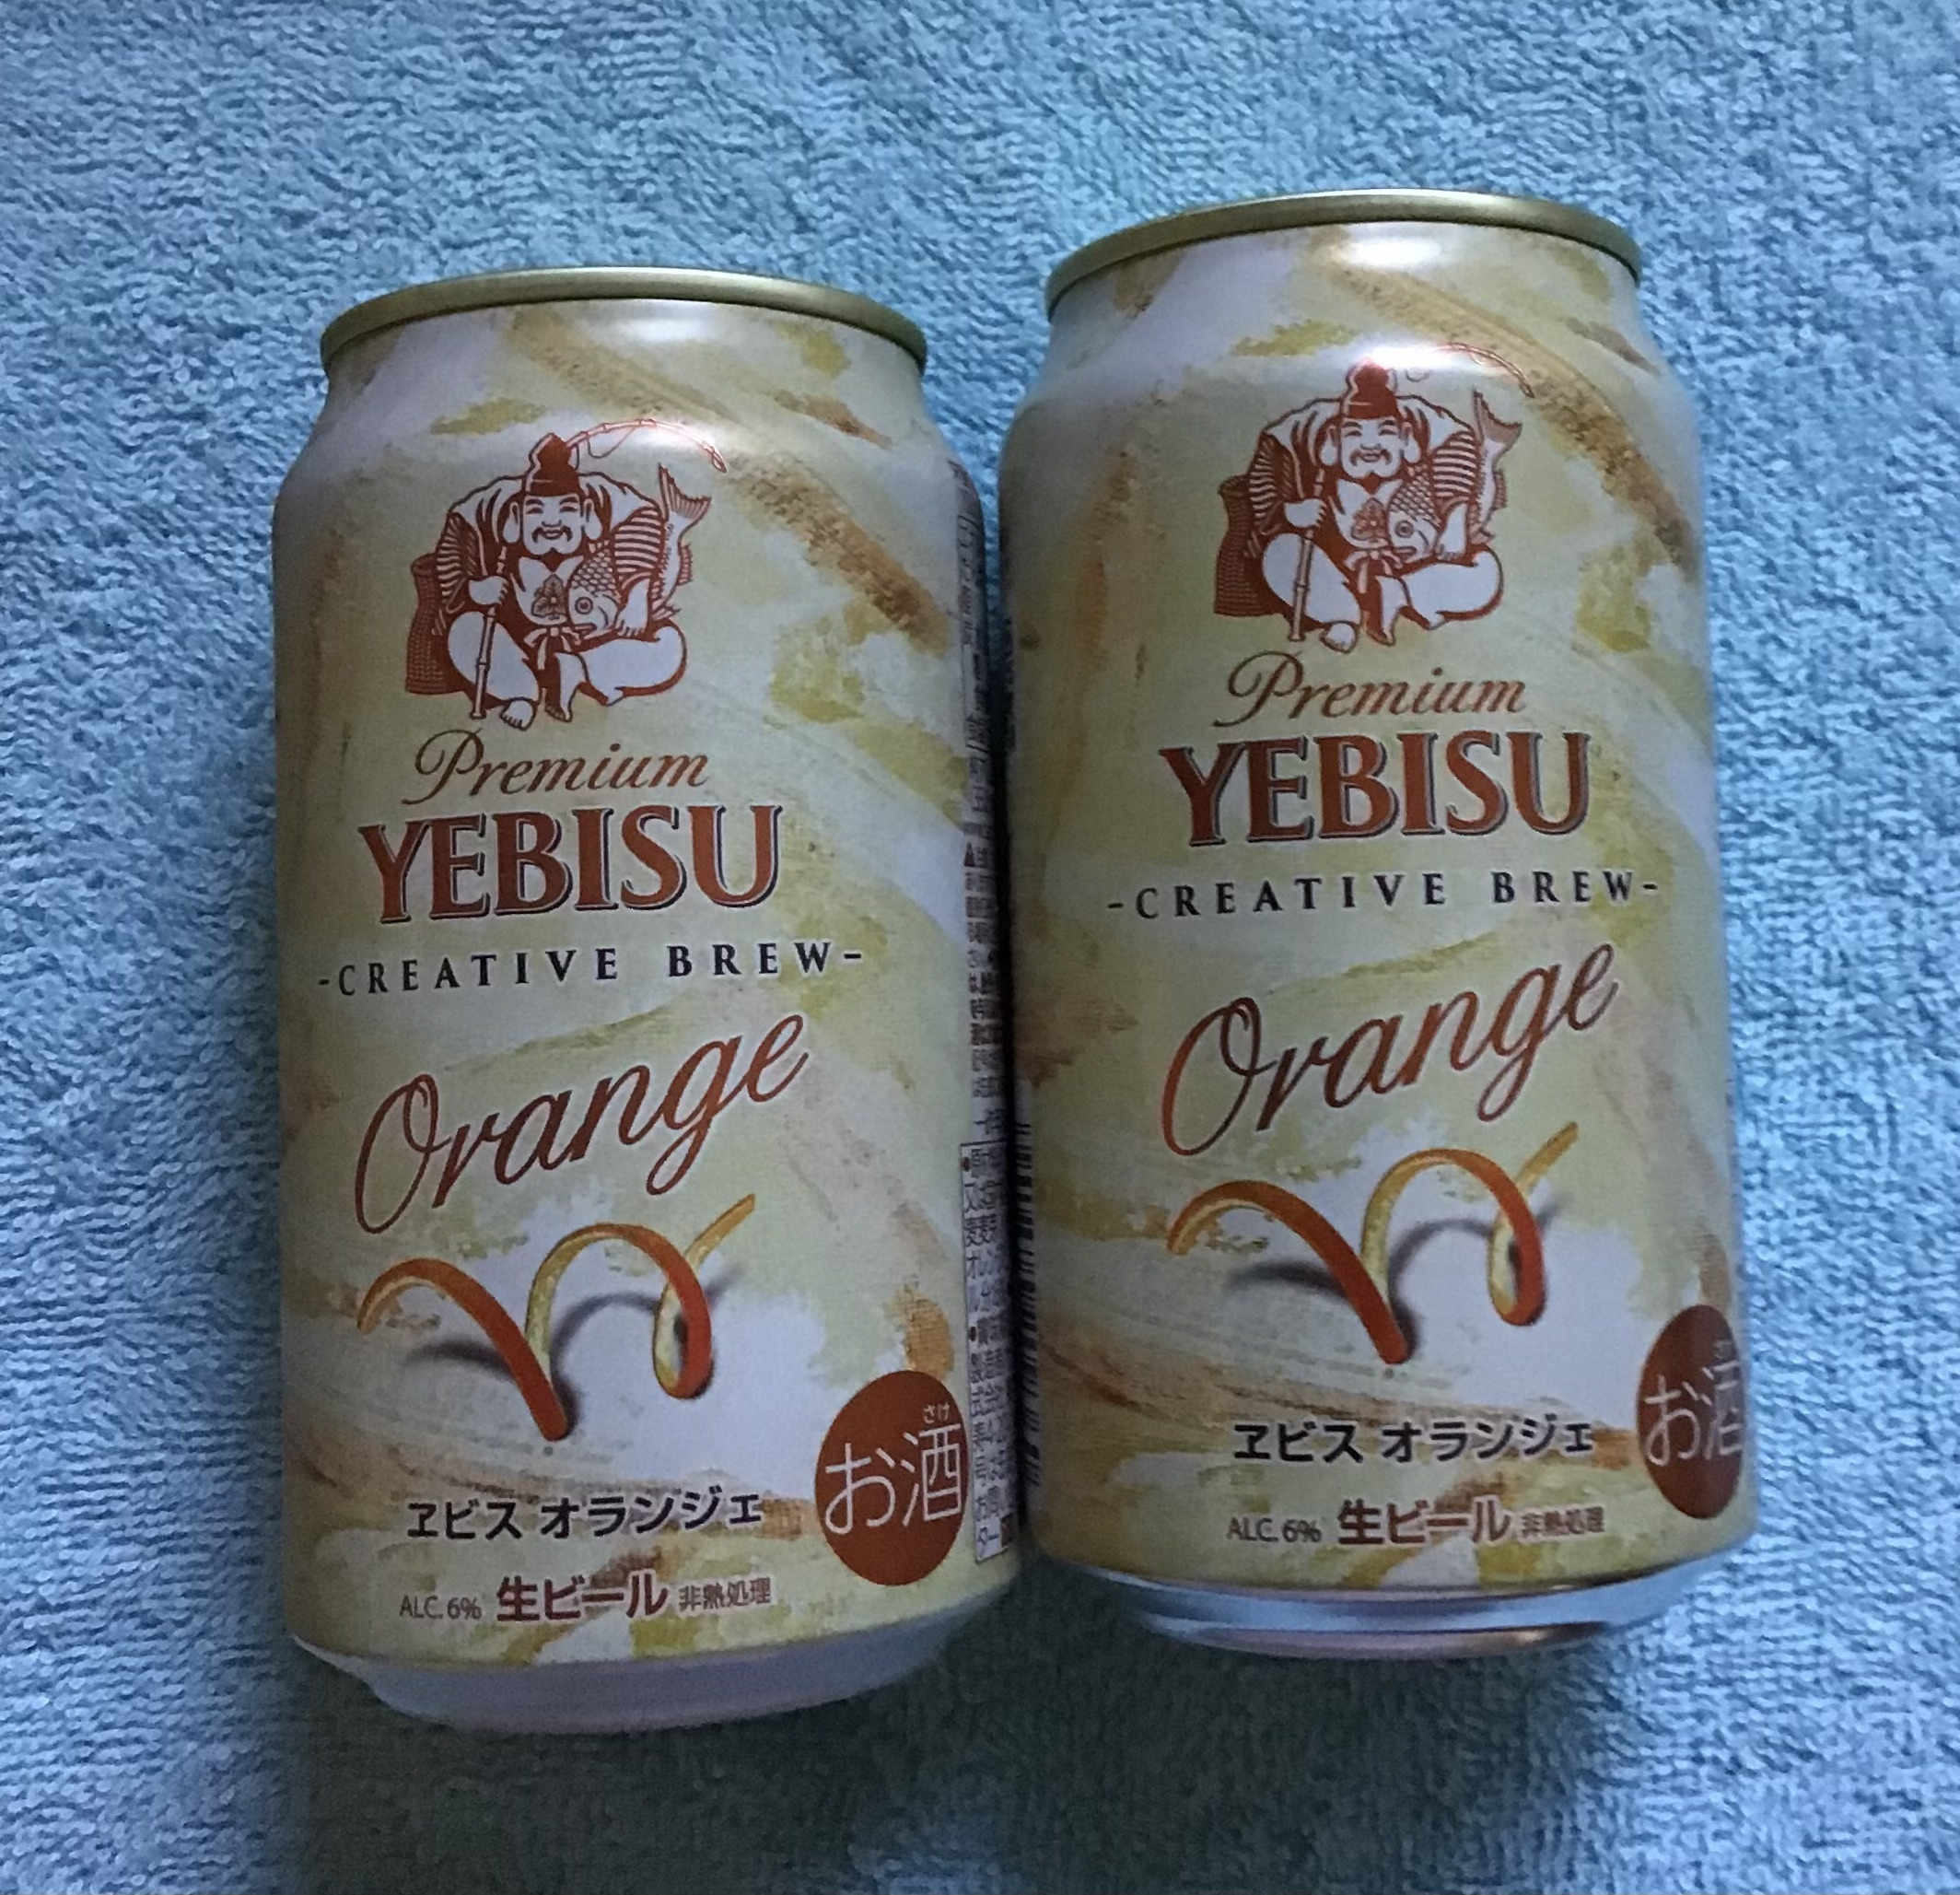 Premium
YEBISU
-CREATIVE BREW-
Orange
さけ
お酒
ヱビス オランジェ
ALC. 6% 生ビール 非熱処理
Premium
YEBISU
-CREATIVE BREW-
Orange
お酒
ヱビス オランジェ
ALC. 6% 生ビール 非熱処理